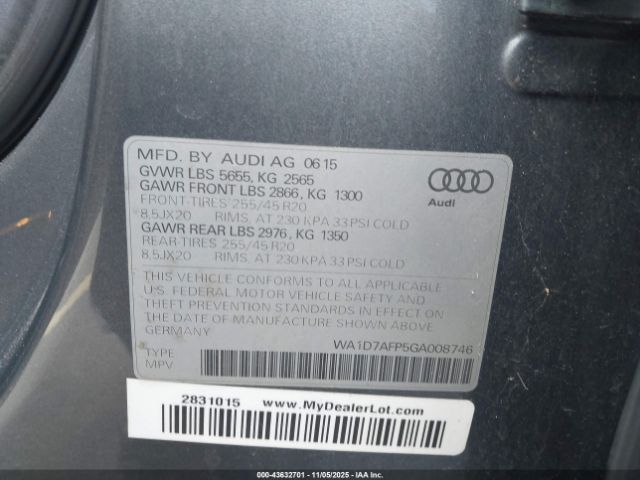 MFD. BY AUDI AG 06 15
GVWR LBS 5655, KG 2565
GAWR FRONT LBS 2866, KG 1300
FRONT-TIRES 255/45 R20
8,5JX20 RIMS, AT 230 KPA 33 PSI COLD
GAWR REAR LBS 2976, KG 1350
REAR-TIRES 255/45 R20
8,5JX20 RIMS, AT 230 KPA 33 PSI COLD
Audi
THIS VEHICLE CONFORMS TO ALL APPLICABLE
U.S. FEDERAL MOTOR VEHICLE SAFETY AND
THEFT PREVENTION STANDARDS IN EFFECT ON
THE DATE OF MANUFACTURE SHOWN ABOVE.
GERMANY
WA1D7AFP5GA008746
TYPE
MPV
2831015 www.MyDealerLot.com
000-43632701 - 11/05/2025 - IAA Inc.